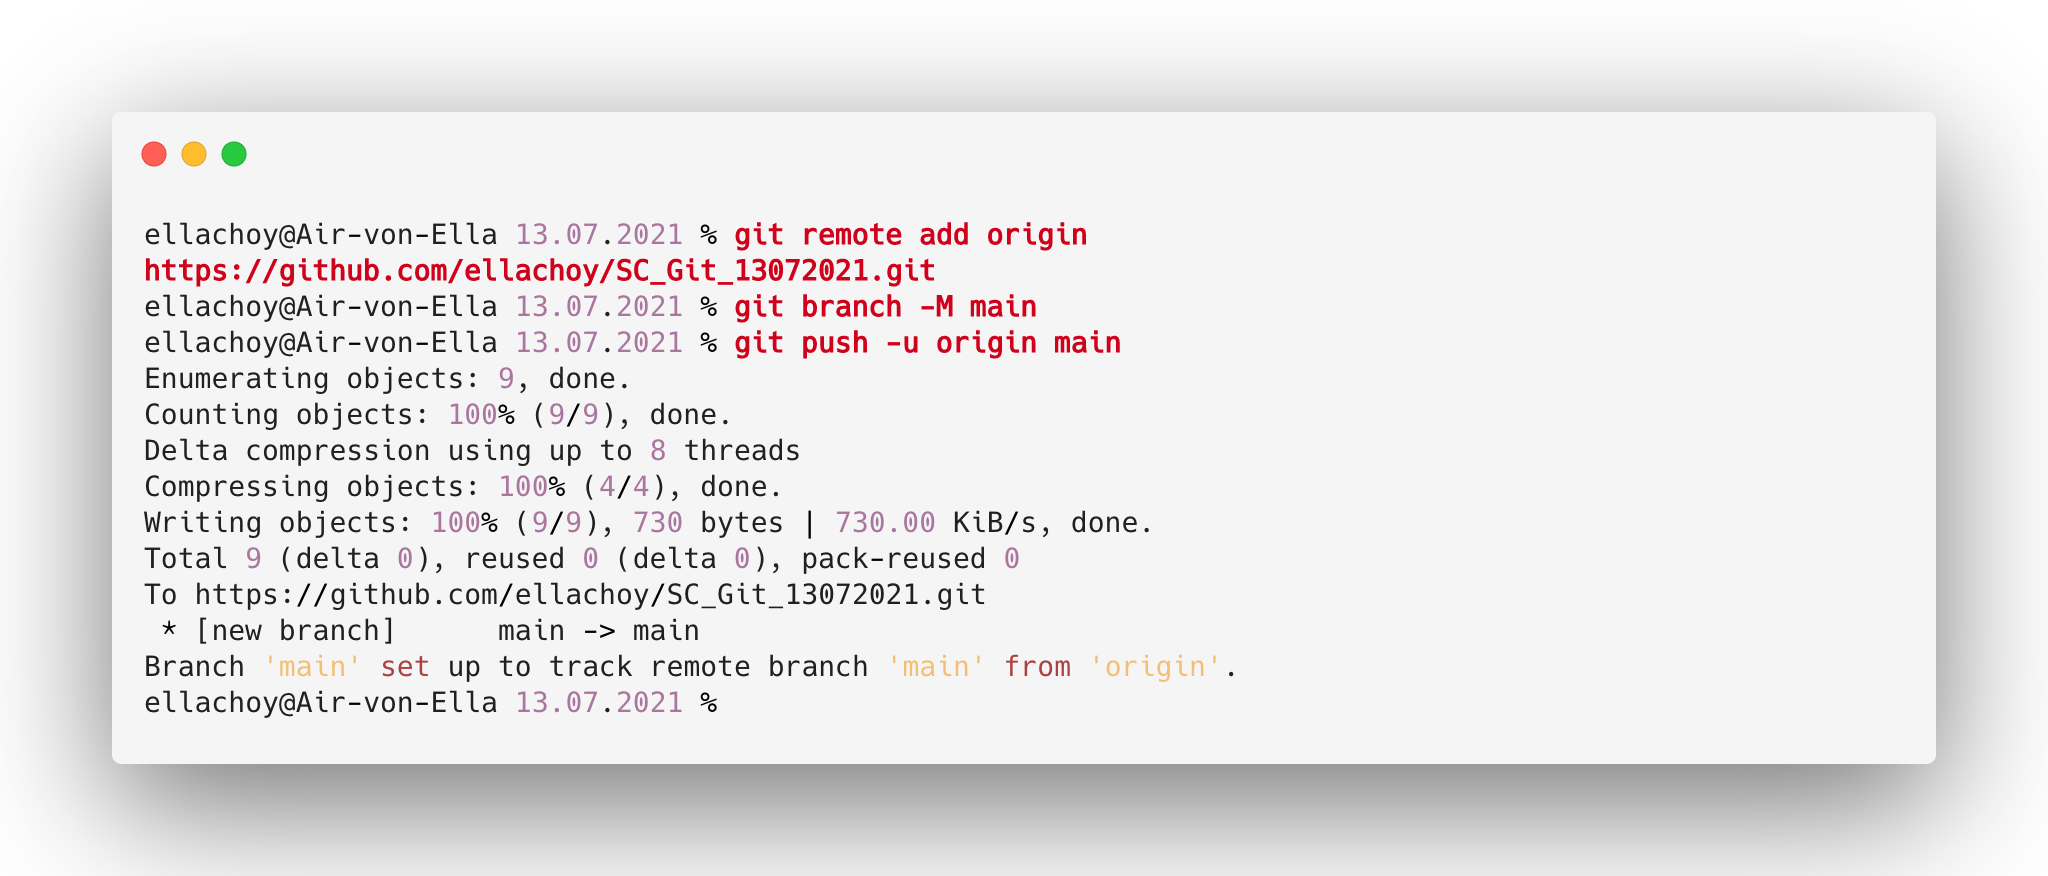 ellachoy@Air-von-Ella 13.07.2021 % git remote add origin
https://github.com/ellachoy/SC_Git_13072021.git
ellachoy@Air-von-Ella 13.07.2021 % git branch -M main
ellachoy@Air-von-Ella 13.07.2021 % git push -u origin main
Enumerating objects: 9, done.
Counting objects: 100% (9/9), done.
Delta compression using up to 8 threads
Compressing objects: 100% (4/4), done.
Writing objects: 100% (9/9), 730 bytes | 730.00 KiB/s, done.
Total 9 (delta 0), reused 0 (delta 0), pack-reused 0
To https://github.com/ellachoy/SC_Git_13072021.git
 * [new branch]      main -> main
Branch 'main' set up to track remote branch 'main' from 'origin'.
ellachoy@Air-von-Ella 13.07.2021 %